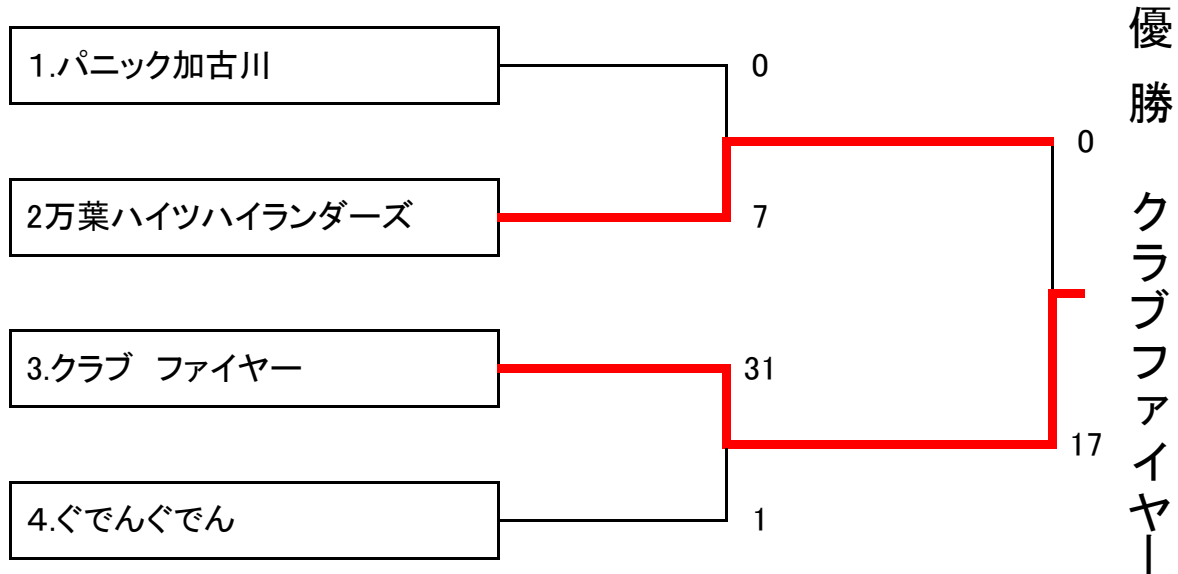 １.パニック加古川
0
2万葉ハイツハイランダーズ
7
3.クラブ　ファイヤー
31
４.ぐでんぐでん
1
0
17
優勝　クラブファイヤー